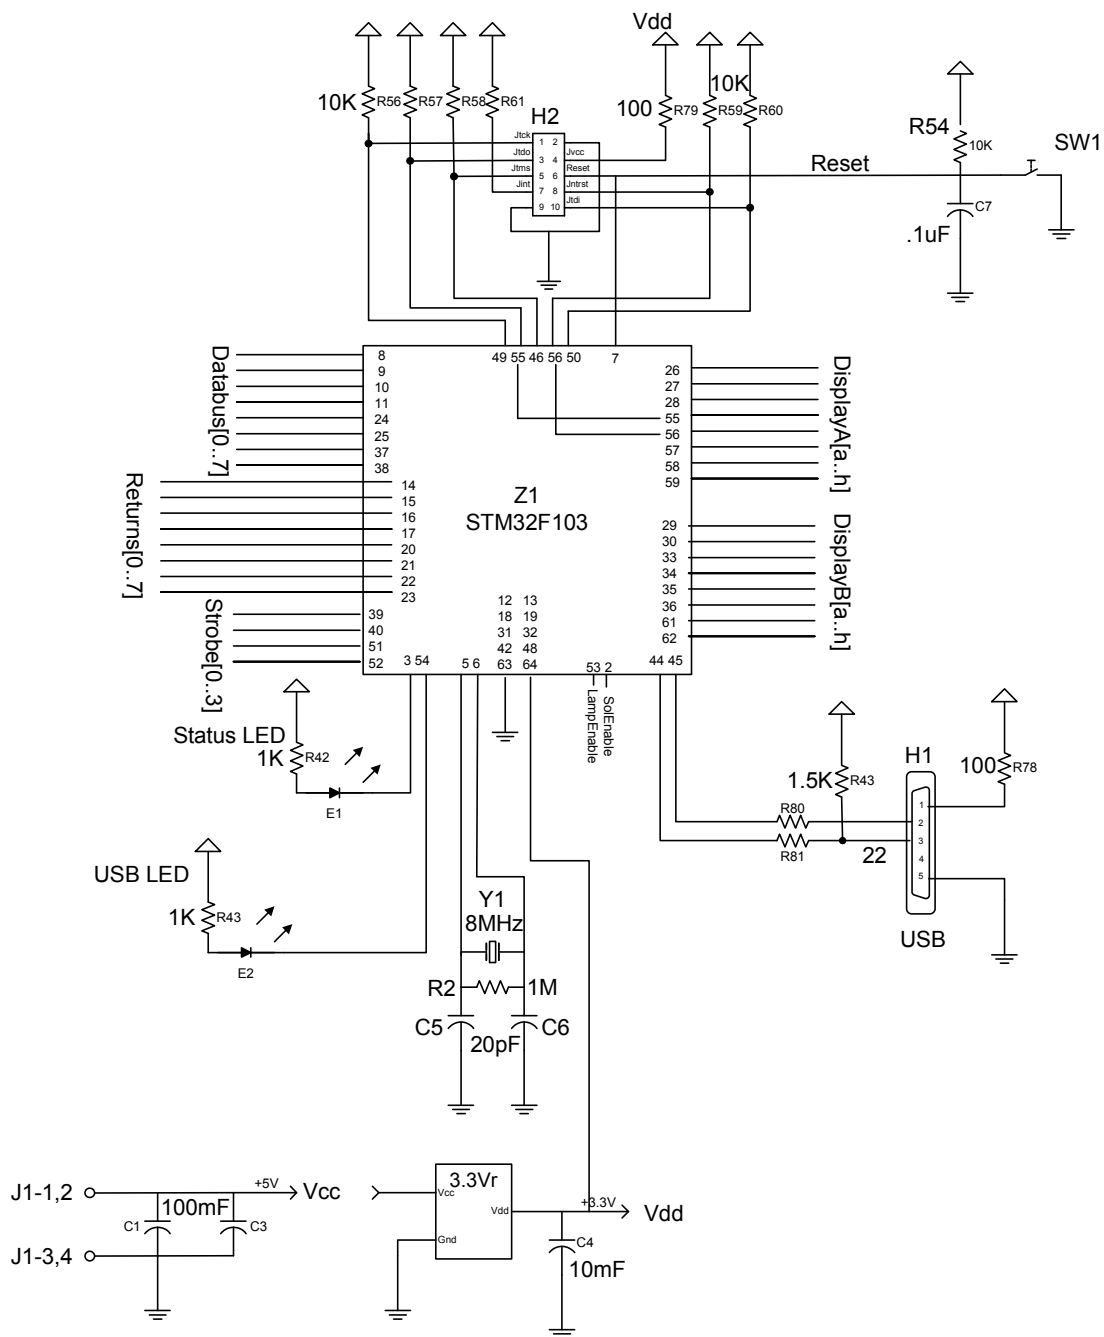 Vdd
10K
R56
R57
R58
R61
H2
100
R79
10K
R59
R60
R54
10K
SW1
Jtck
1 2
Jtdo
3 4
Jvcc
Jtms
5 6
Reset
Jint
7 8
Jntrst
9 10
Jtdi
Reset
C7
.1uF
49 55 46 56 50 7
Databus[0..7]
8
9
10
11
24
25
37
38
Returns[0..7]
14
15
16
17
20
21
22
23
Strobe[0..3]
39
40
51
52
Z1
STM32F103
DisplayA[a..h]
26
27
28
55
56
57
58
59
DisplayB[a..h]
29
30
33
34
35
36
61
62
12 13
18 19
31 32
42 48
63 64
3 54
5 6
53 2
LampEnable
SolEnable
44 45
Status LED
1K
R42
E1
USB LED
1K
R43
E2
Y1
8MHz
R2
1M
C5
C6
20pF
1.5K
R43
R80
R81
22
H1
1
2
3
4
5
USB
100
R78
J1-1,2
+5V
Vcc
100mF
C1
C3
J1-3,4
3.3Vr
Vcc
Vdd
Gnd
+3.3V
Vdd
C4
10mF